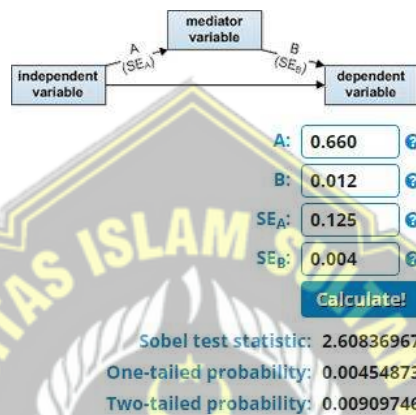 mediator
variable
A
(SEA)
B
(SEB)
independent
variable
dependent
variable
A: 0.660
B: 0.012
SEA: 0.125
SEB: 0.004
Calculate!
Sobel test statistic: 2.60836967
One-tailed probability: 0.00454873
Two-tailed probability: 0.00909746
ISLAM